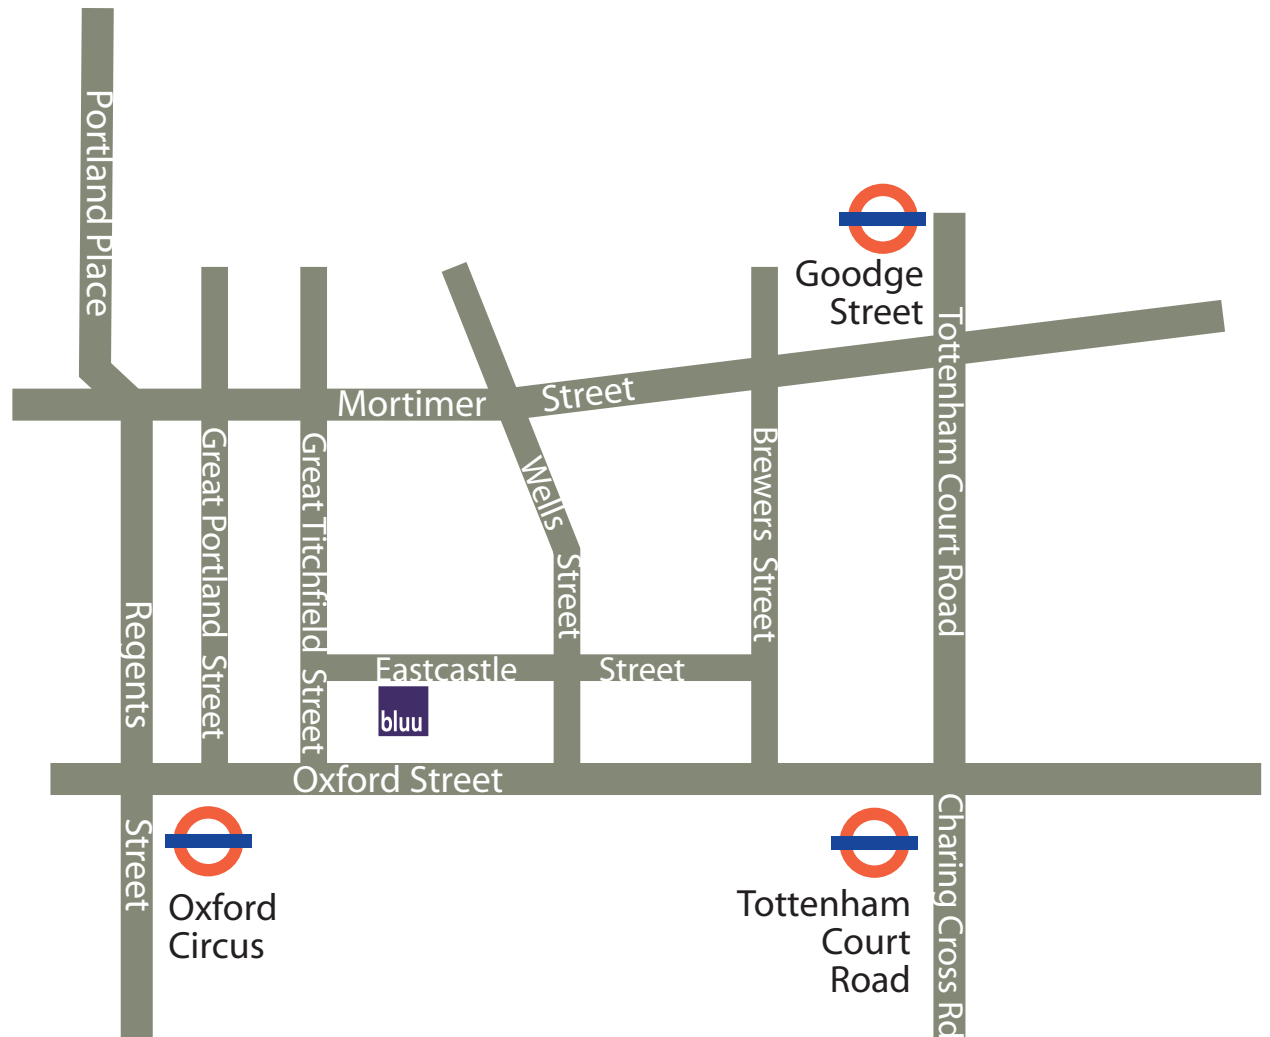 Portland Place
Goodge
Street
Mortimer Street
Tottenham Court Road
Great Portland Street
Great Titchfield Street
Wells Street
Brewers Street
Regents Street
Eastcastle Street
bluu
Oxford Street
Oxford
Circus
Tottenham
Court
Road
Charing Cross Rd